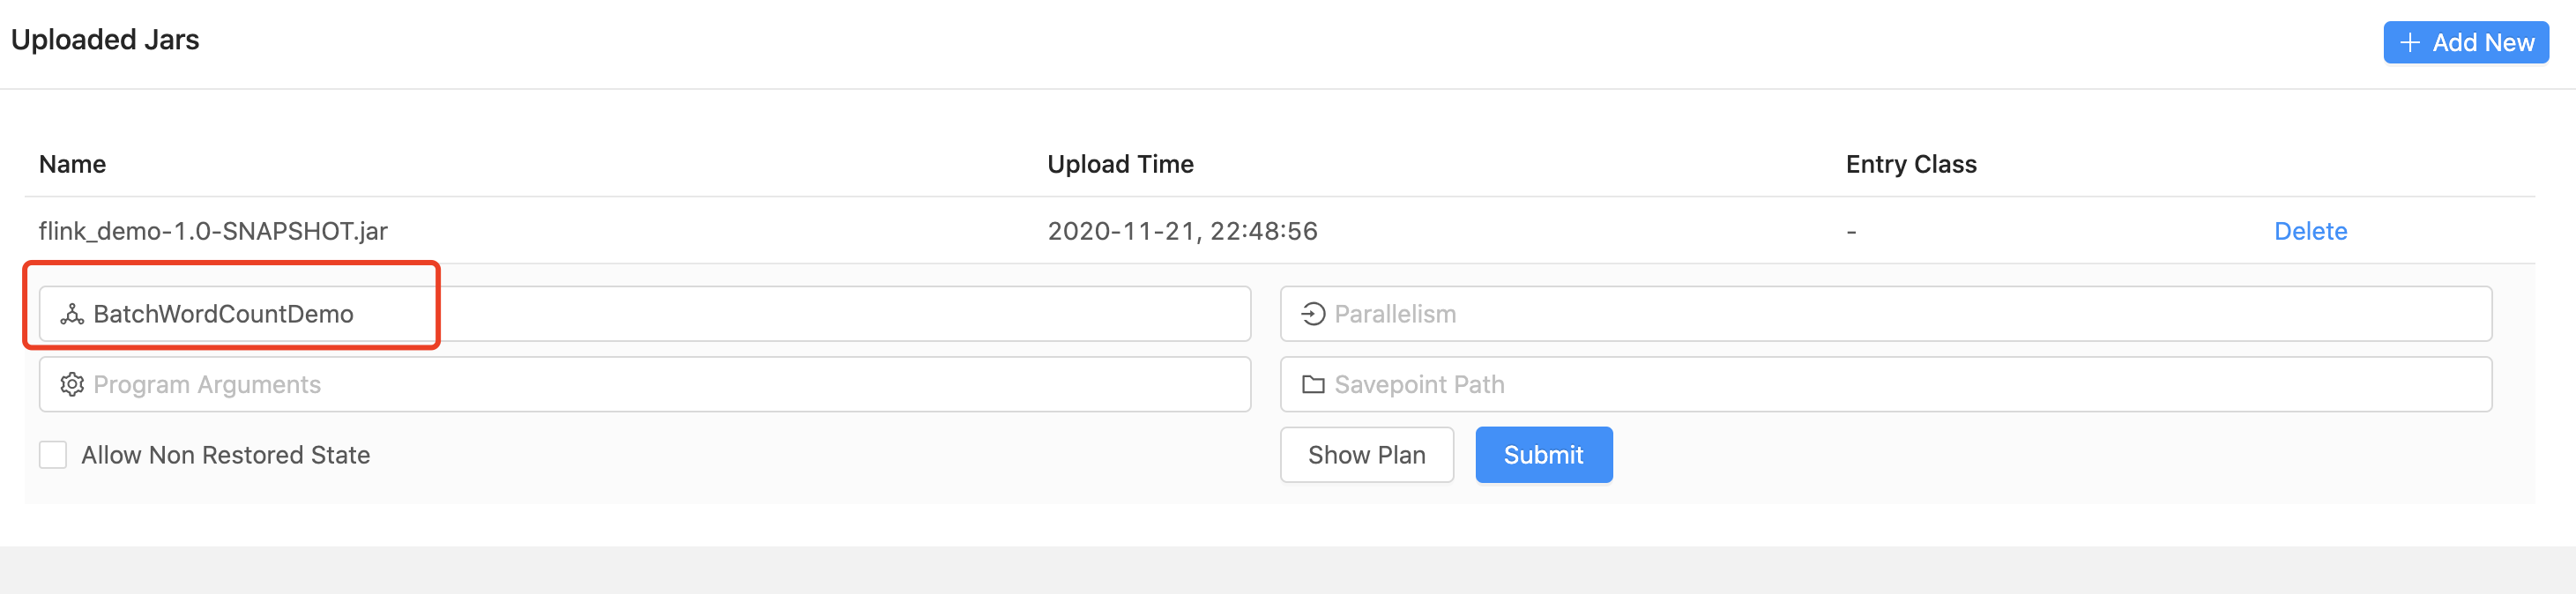 Uploaded Jars
Add New
Name Upload Time Entry Class
flink_demo-1.0-SNAPSHOT.jar 2020-11-21, 22:48:56 - Delete
BatchWordCountDemo Parallelism
Program Arguments Savepoint Path
Allow Non Restored State Show Plan Submit